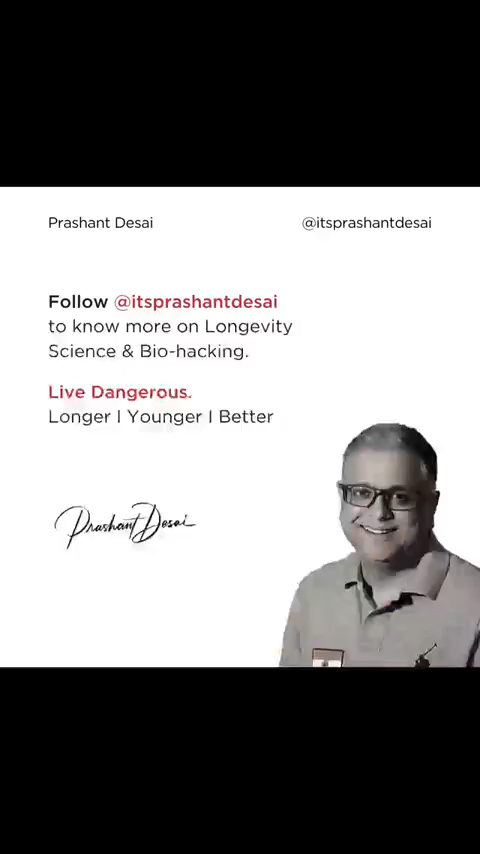 Prashant Desai
@itsprashantdesai
Follow @itsprashantdesai
to know more on Longevity
Science & Bio-hacking.
Live Dangerous.
Longer I Younger I Better
Prashant Desai